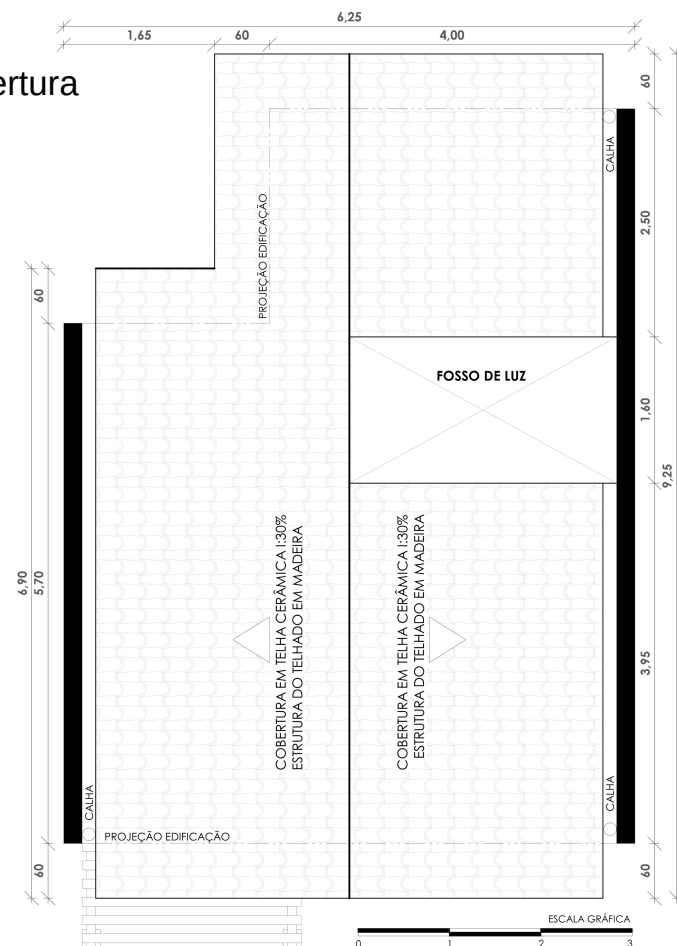 6,25
1,65
60
4,00
ertura
60
CALHA
2,50
PROJEÇÃO EDIFICAÇÃO
60
FOSSO DE LUZ
1,60
9,25
COBERTURA EM TELHA CERÂMICA I:30%
ESTRUTURA DO TELHADO EM MADEIRA
COBERTURA EM TELHA CERÂMICA I:30%
ESTRUTURA DO TELHADO EM MADEIRA
6,90
5,70
3,95
CALHA
CALHA
PROJEÇÃO EDIFICAÇÃO
60
60
ESCALA GRÁFICA
0 1 2 3